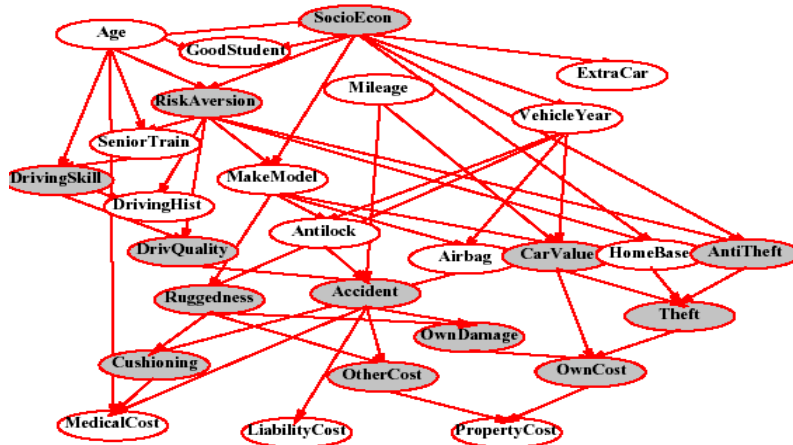 SocioEcon
Age
GoodStudent
ExtraCar
Mileage
RiskAversion
VehicleYear
SeniorTrain
DrivingSkill
MakeModel
DrivingHist
Antilock
DrivQuality
Airbag
CarValue
HomeBase
AntiTheft
Ruggedness
Accident
Theft
OwnDamage
Cushioning
OtherCost
OwnCost
MedicalCost
LiabilityCost
PropertyCost